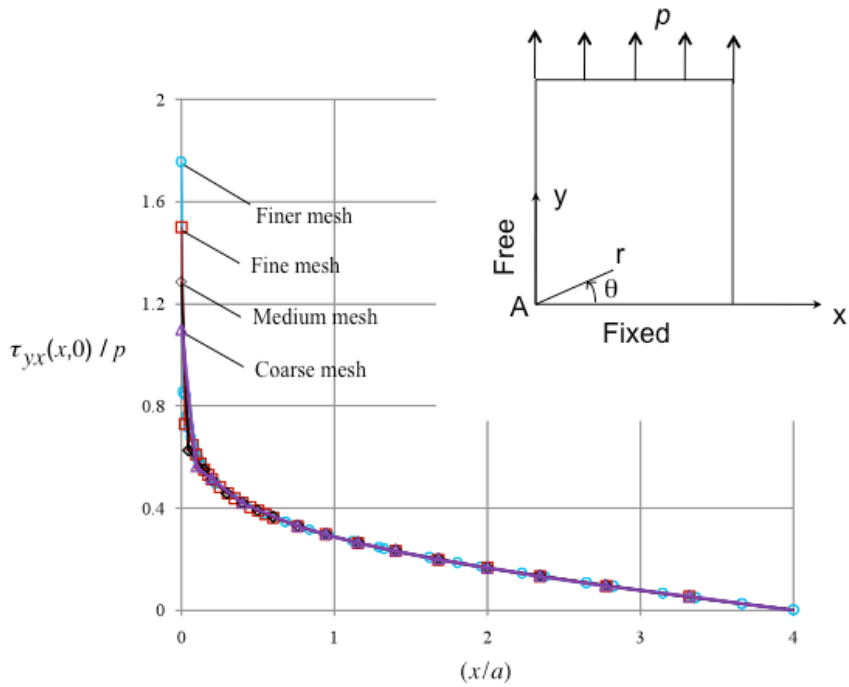 p
2
1.6
Finer mesh
y
Free
r
Fine mesh
θ
1.2
A
x
Medium mesh
Fixed
τyx(x,0) / p
Coarse mesh
0.8
0.4
0
0
1
2
3
4
(x/a)